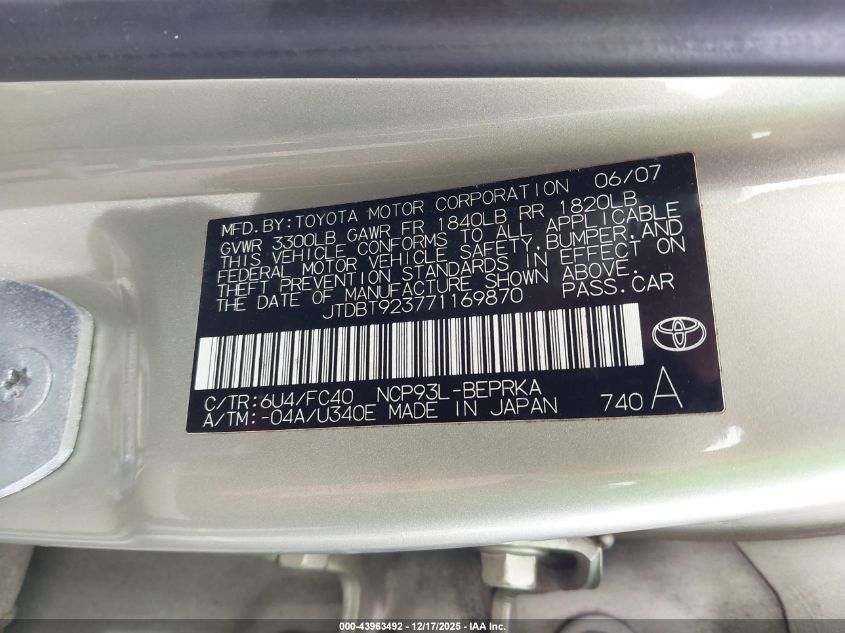 MFD. BY: TOYOTA MOTOR CORPORATION 06/07
GVWR 3300LB GAWR FR 1840LB RR 1820LB
THIS VEHICLE CONFORMS TO ALL APPLICABLE
FEDERAL MOTOR VEHICLE SAFETY, BUMPER, AND
THEFT PREVENTION STANDARDS IN EFFECT ON
THE DATE OF MANUFACTURE SHOWN ABOVE.
JTDBT923771169870 PASS. CAR
C/TR: 6U4/FC40 NCP93L-BEPRKA
A/TM: -04A/U340E MADE IN JAPAN 740 A
000-43963492 - 12/17/2025 - © IAA Inc.